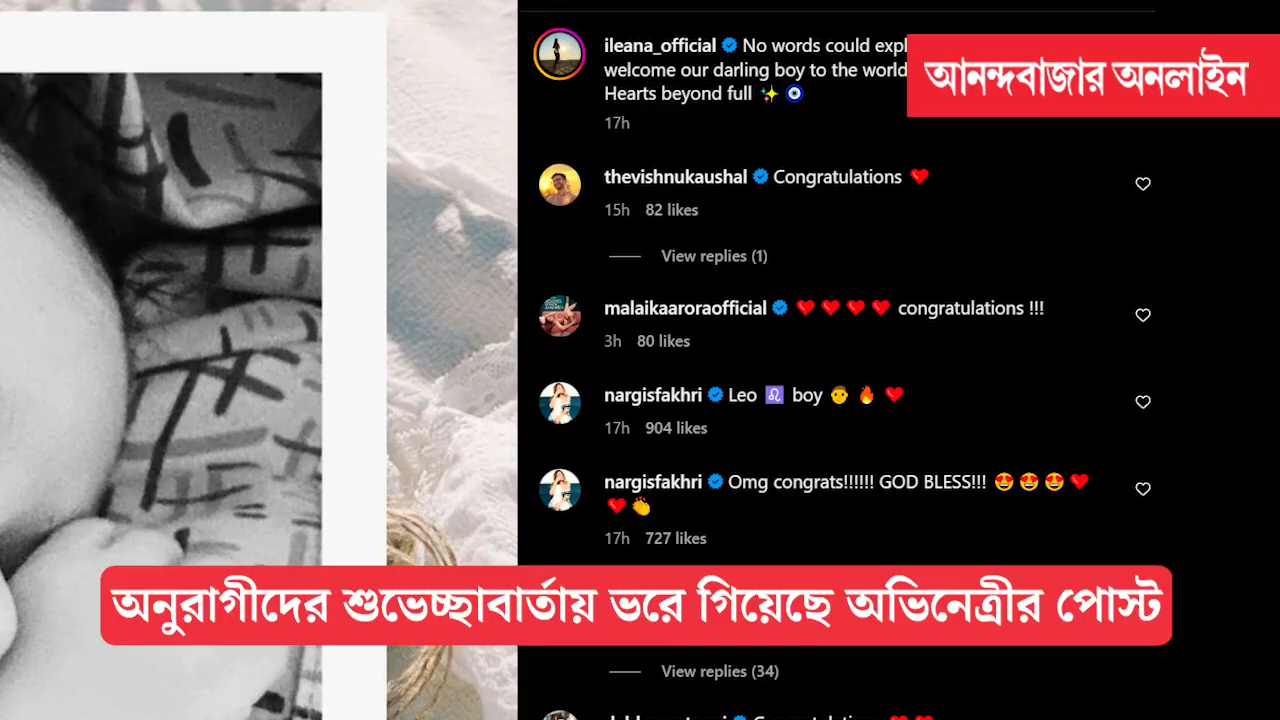 ileana_official No words could expl
welcome our darling boy to the world
Hearts beyond full ✨ 🧿
17h
আনন্দবাজার অনলাইন
thevishnukaushal Congratulations ❤️
15h 82 likes
View replies (1)
malaikaaroraofficial ❤️ ❤️ ❤️ ❤️ congratulations !!!
3h 80 likes
nargisfakhri Leo ♌ boy 👨 🔥 ❤️
17h 904 likes
nargisfakhri Omg congrats!!!!!! GOD BLESS!!! 😍 😍 😍 ❤️
❤️ 👏
17h 727 likes
অনুরাগীদের শুভেচ্ছাবার্তায় ভরে গিয়েছে অভিনেত্রীর পোস্ট
View replies (34)